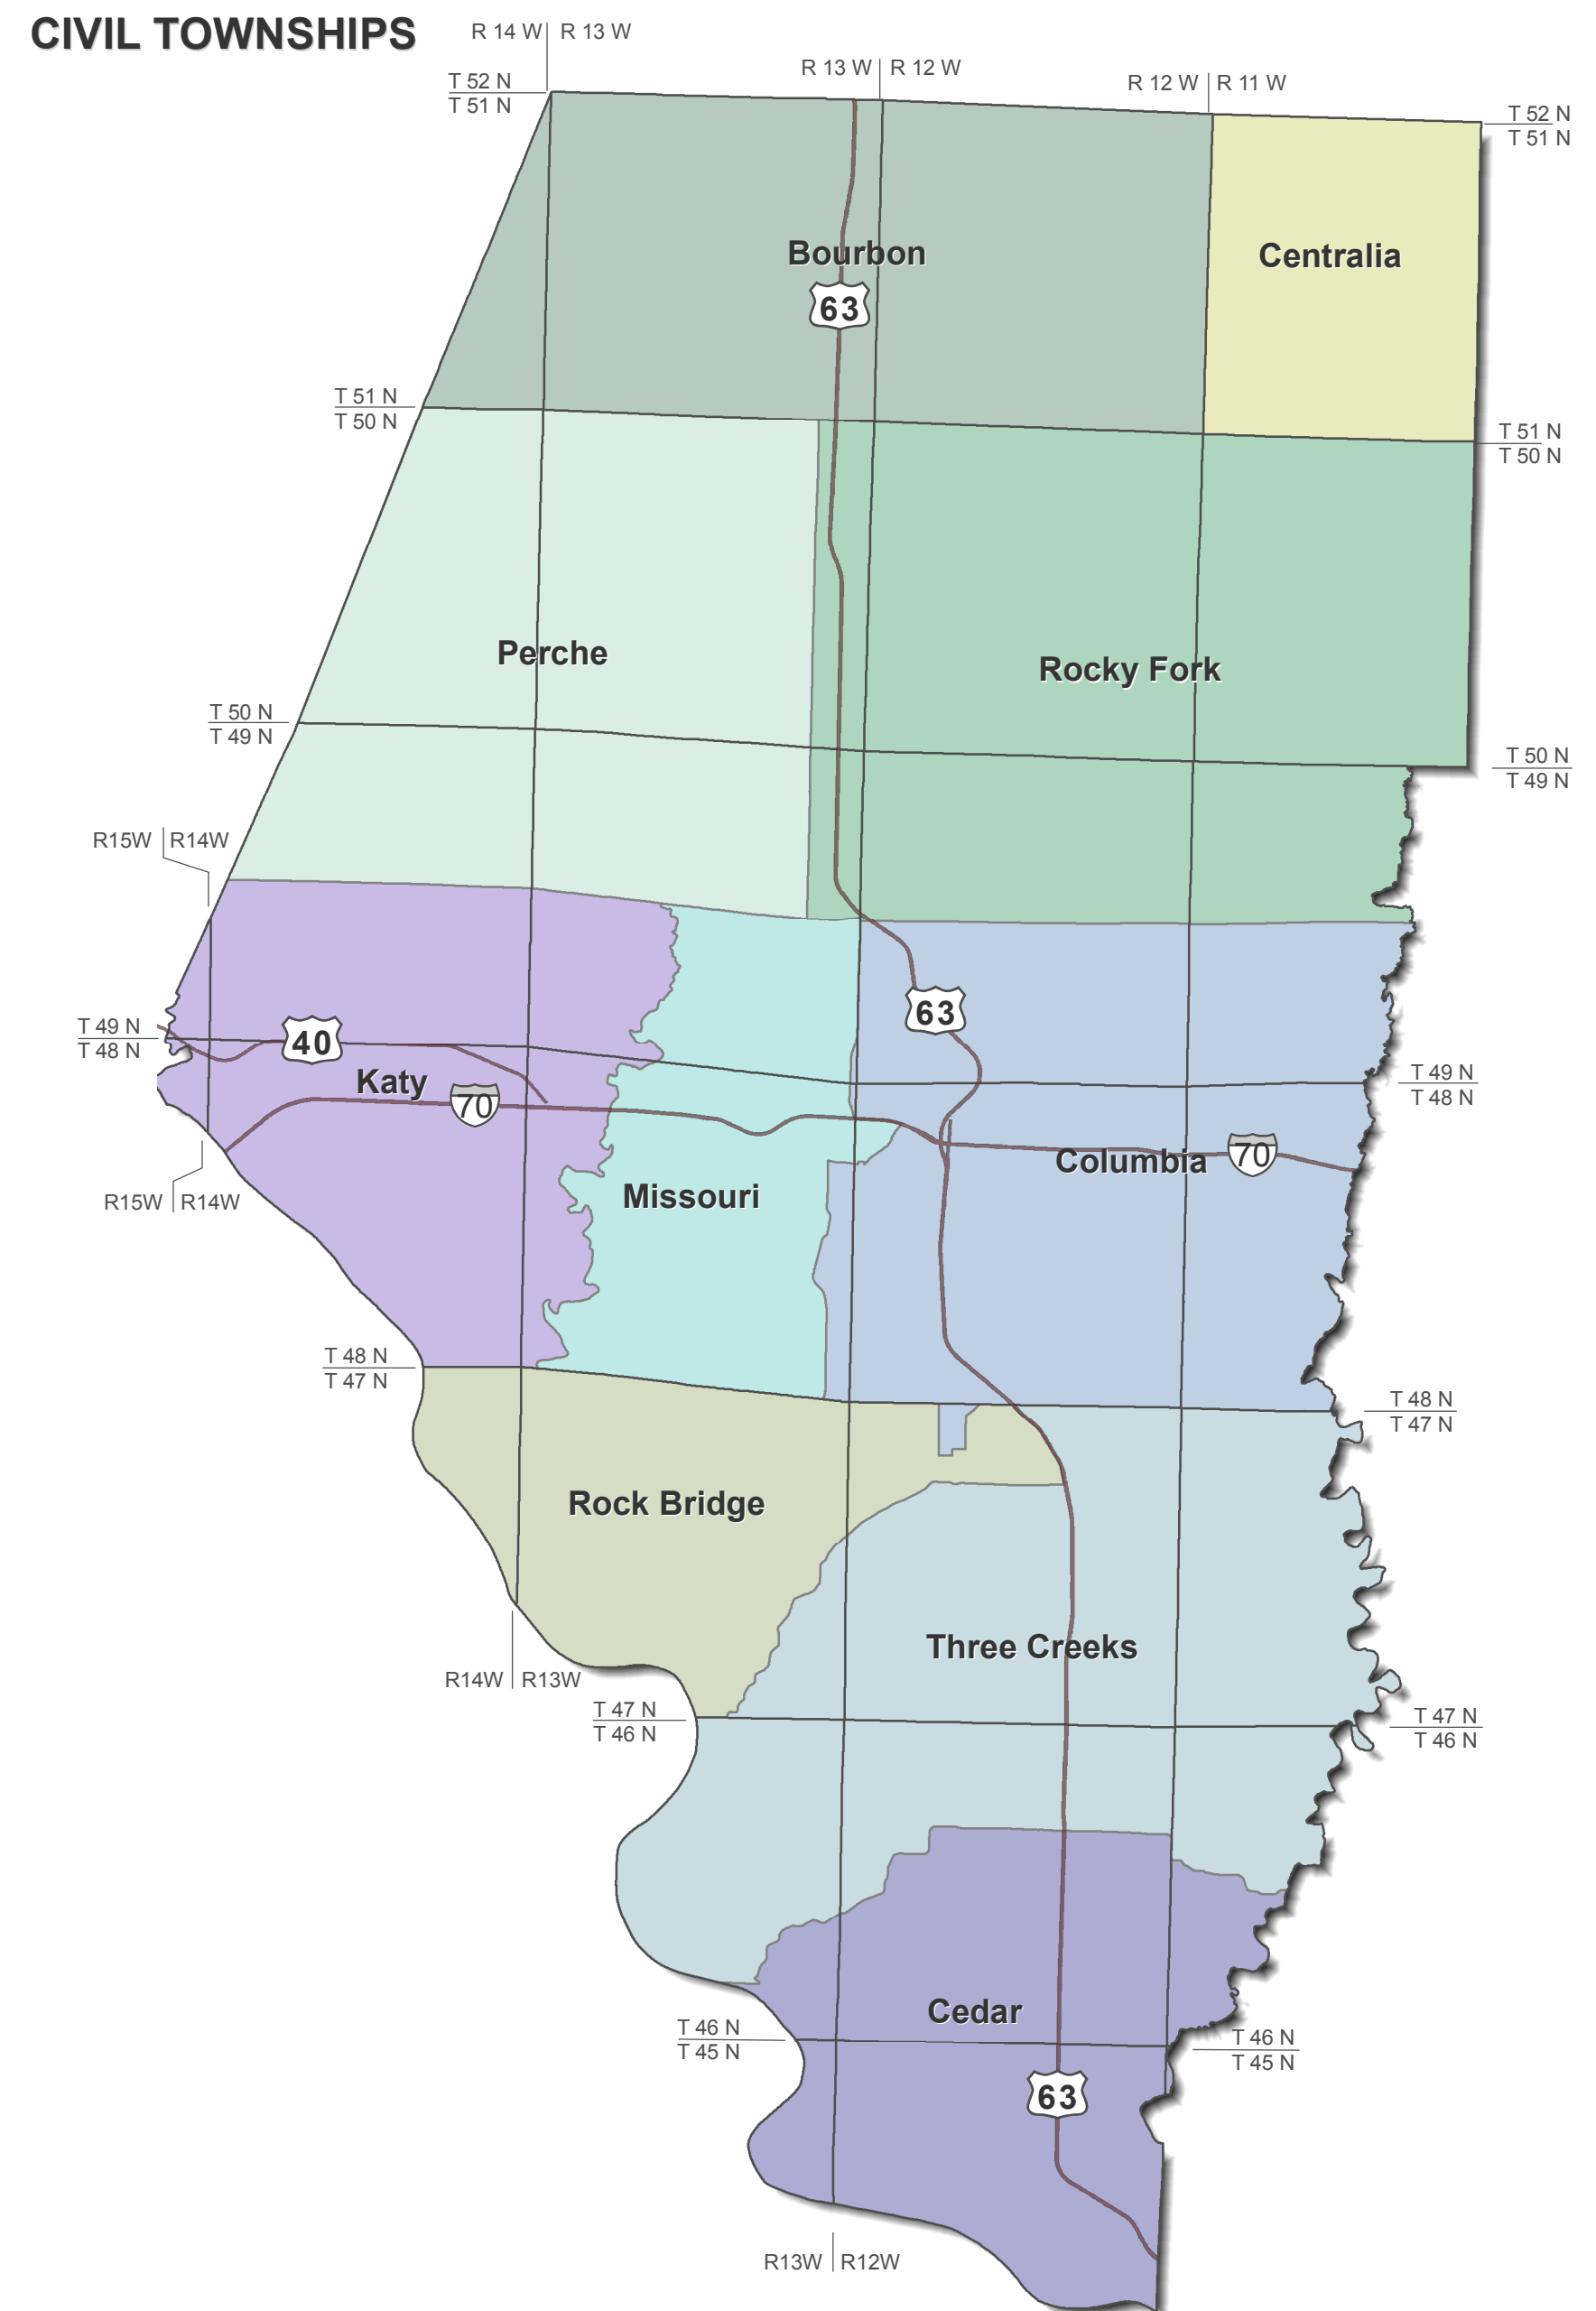 CIVIL TOWNSHIPS
R 14 W R 13 W
R 13 W R 12 W
R 12 W R 11 W
T 52 N
T 51 N
T 52 N
T 51 N
Bourbon
Centralia
63
T 51 N
T 50 N
T 51 N
T 50 N
Perche
Rocky Fork
T 50 N
T 49 N
T 50 N
T 49 N
R15W R14W
63
T 49 N
T 48 N
40
Katy
70
T 49 N
T 48 N
Columbia
70
R15W R14W
Missouri
T 48 N
T 47 N
T 48 N
T 47 N
Rock Bridge
Three Creeks
R14W R13W
T 47 N
T 46 N
T 47 N
T 46 N
Cedar
T 46 N
T 45 N
T 46 N
T 45 N
63
R13W R12W